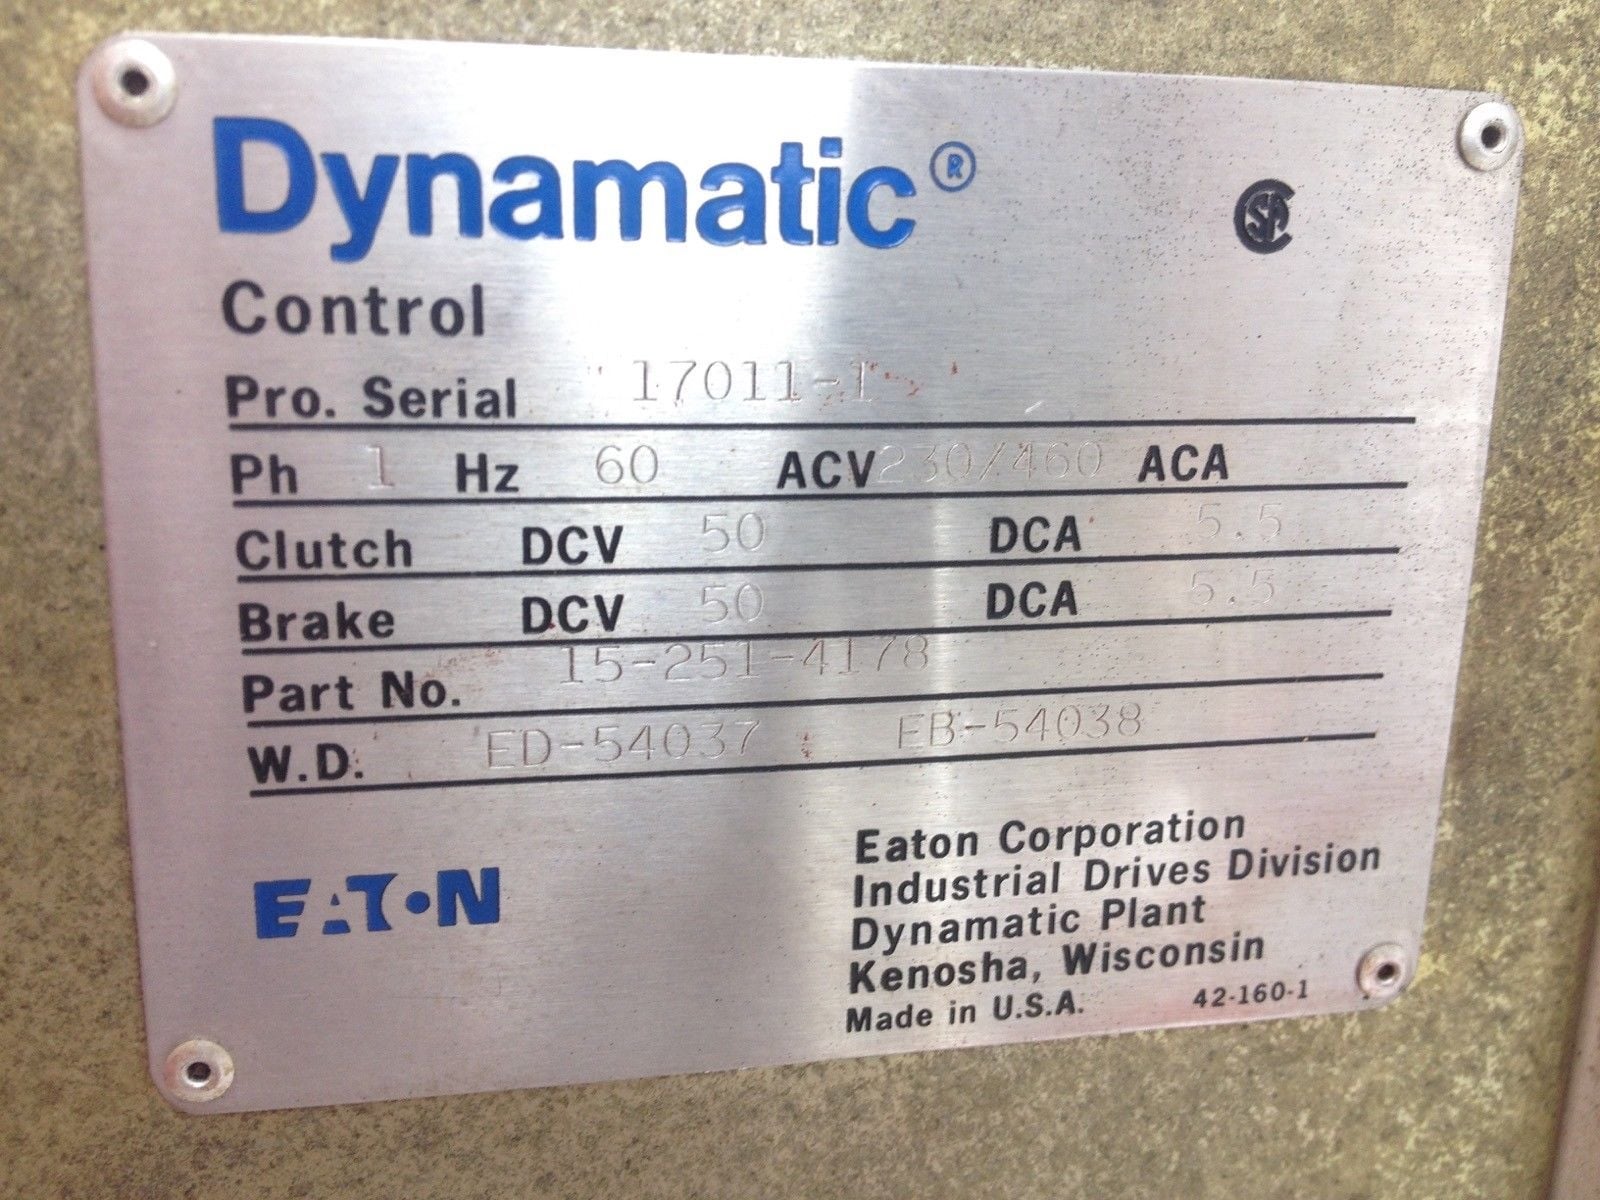 Dynamatic®
CSA
Control
Pro. Serial 17011-1
Ph 1 Hz 60 ACV 230/460 ACA
Clutch DCV 50 DCA 5.5
Brake DCV 50 DCA 5.5
Part No. 15-251-4178
W.D. ED-54037 EB-54038
EATON
Eaton Corporation
Industrial Drives Division
Dynamatic Plant
Kenosha, Wisconsin
Made in U.S.A. 42-160-1